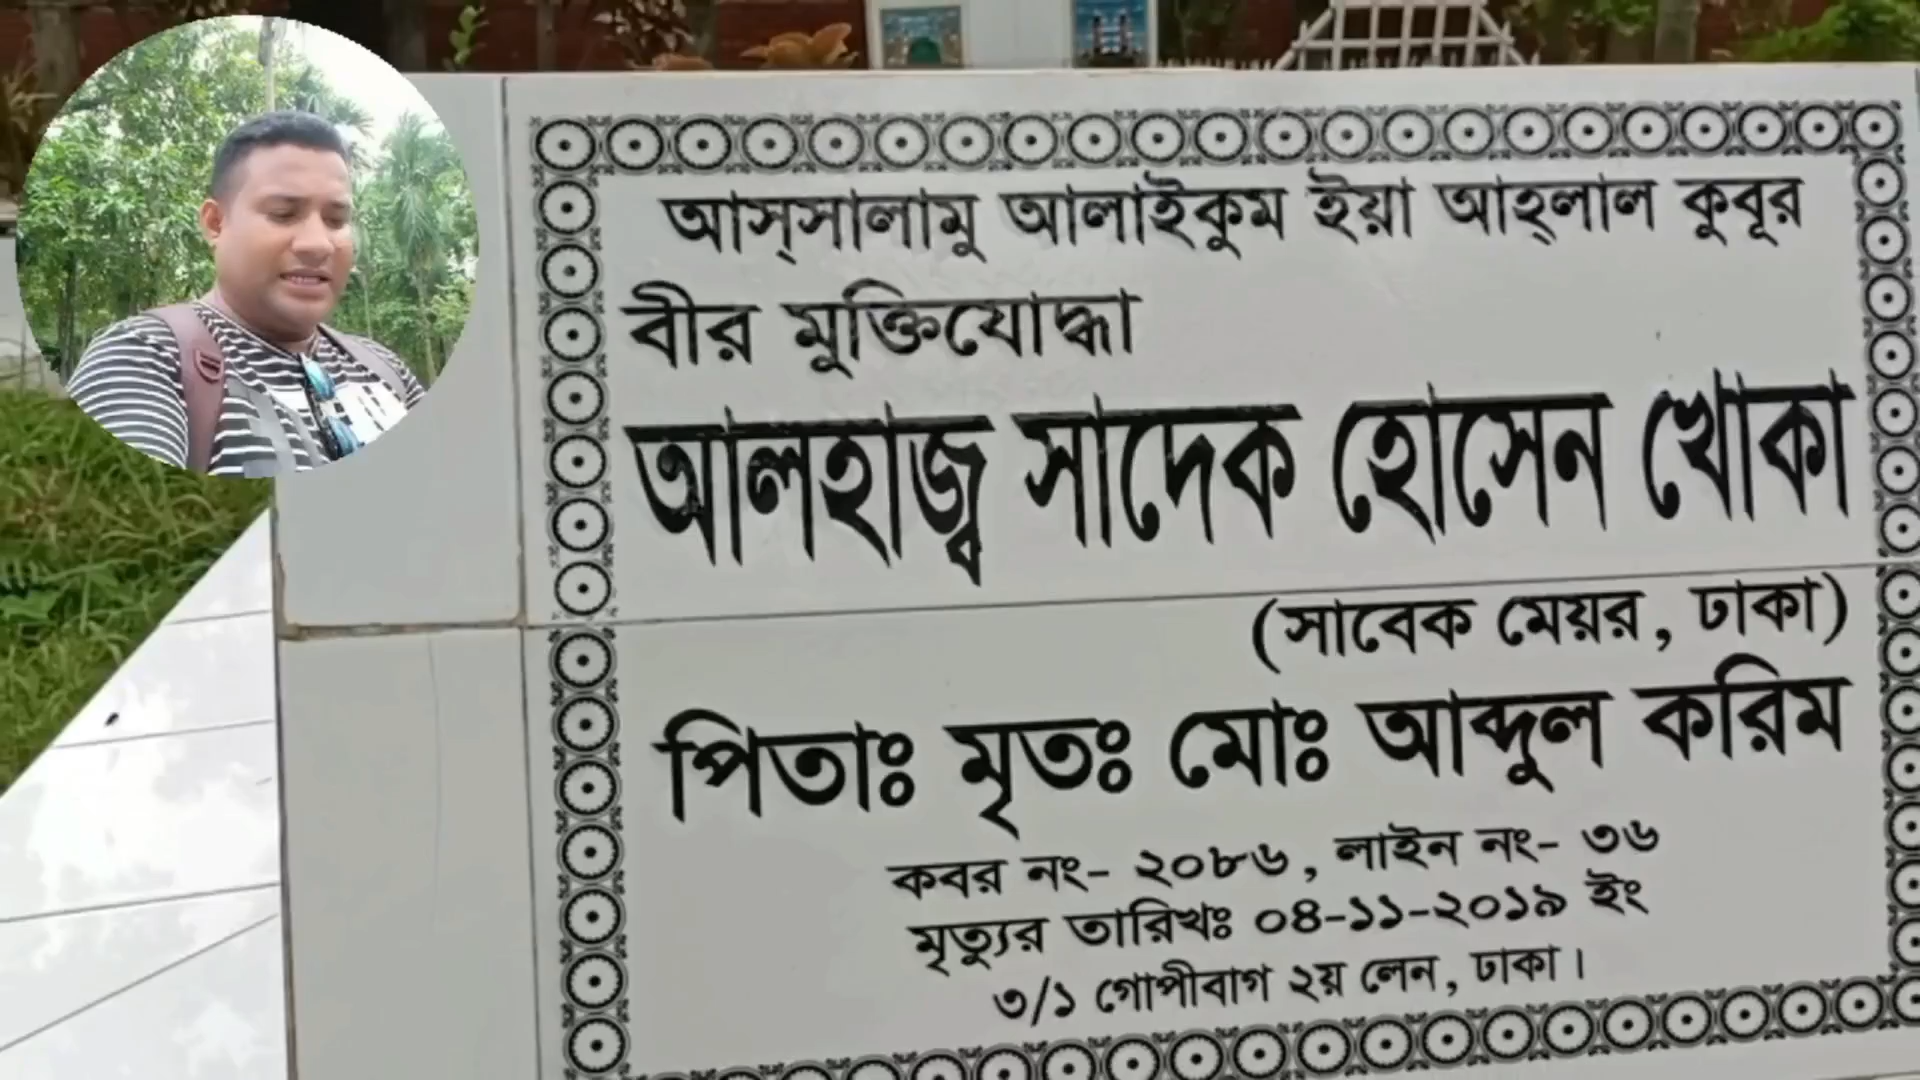 আস্‌সালামু আলাইকুম ইয়া আহ্‌লাল কুবূর
বীর মুক্তিযোদ্ধা
আলহাজ্ব সাদেক হোসেন খোকা
(সাবেক মেয়র, ঢাকা)
পিতাঃ মৃতঃ মোঃ আব্দুল করিম
কবর নং- ২০৮৬, লাইন নং- ৩৬
মৃত্যুর তারিখঃ ০৪-১১-২০১৯ ইং
৩/১ গোপীবাগ ২য় লেন, ঢাকা।